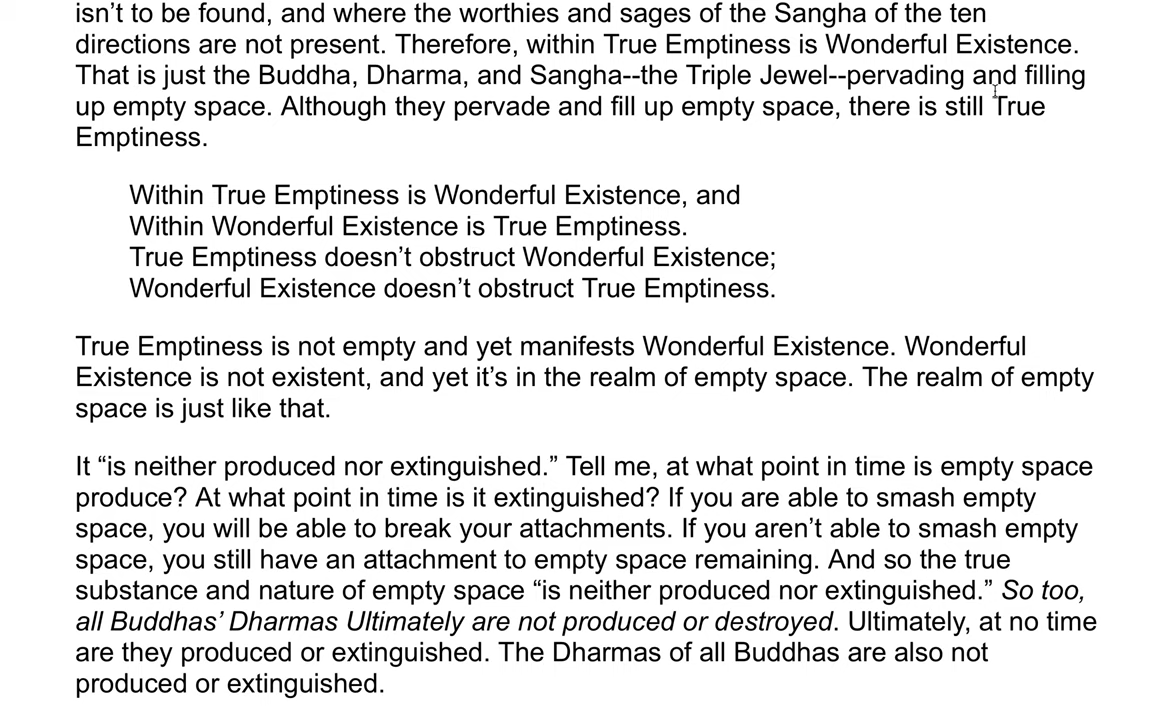 isn't to be found, and where the worthies and sages of the Sangha of the ten
directions are not present. Therefore, within True Emptiness is Wonderful Existence.
That is just the Buddha, Dharma, and Sangha--the Triple Jewel--pervading and filling
up empty space. Although they pervade and fill up empty space, there is still True
Emptiness.
Within True Emptiness is Wonderful Existence, and
Within Wonderful Existence is True Emptiness.
True Emptiness doesn’t obstruct Wonderful Existence;
Wonderful Existence doesn’t obstruct True Emptiness.
True Emptiness is not empty and yet manifests Wonderful Existence. Wonderful
Existence is not existent, and yet it’s in the realm of empty space. The realm of empty
space is just like that.
It “is neither produced nor extinguished.” Tell me, at what point in time is empty space
produce? At what point in time is it extinguished? If you are able to smash empty
space, you will be able to break your attachments. If you aren’t able to smash empty
space, you still have an attachment to empty space remaining. And so the true
substance and nature of empty space “is neither produced nor extinguished.” So too,
all Buddhas’ Dharmas Ultimately are not produced or destroyed. Ultimately, at no time
are they produced or extinguished. The Dharmas of all Buddhas are also not
produced or extinguished.